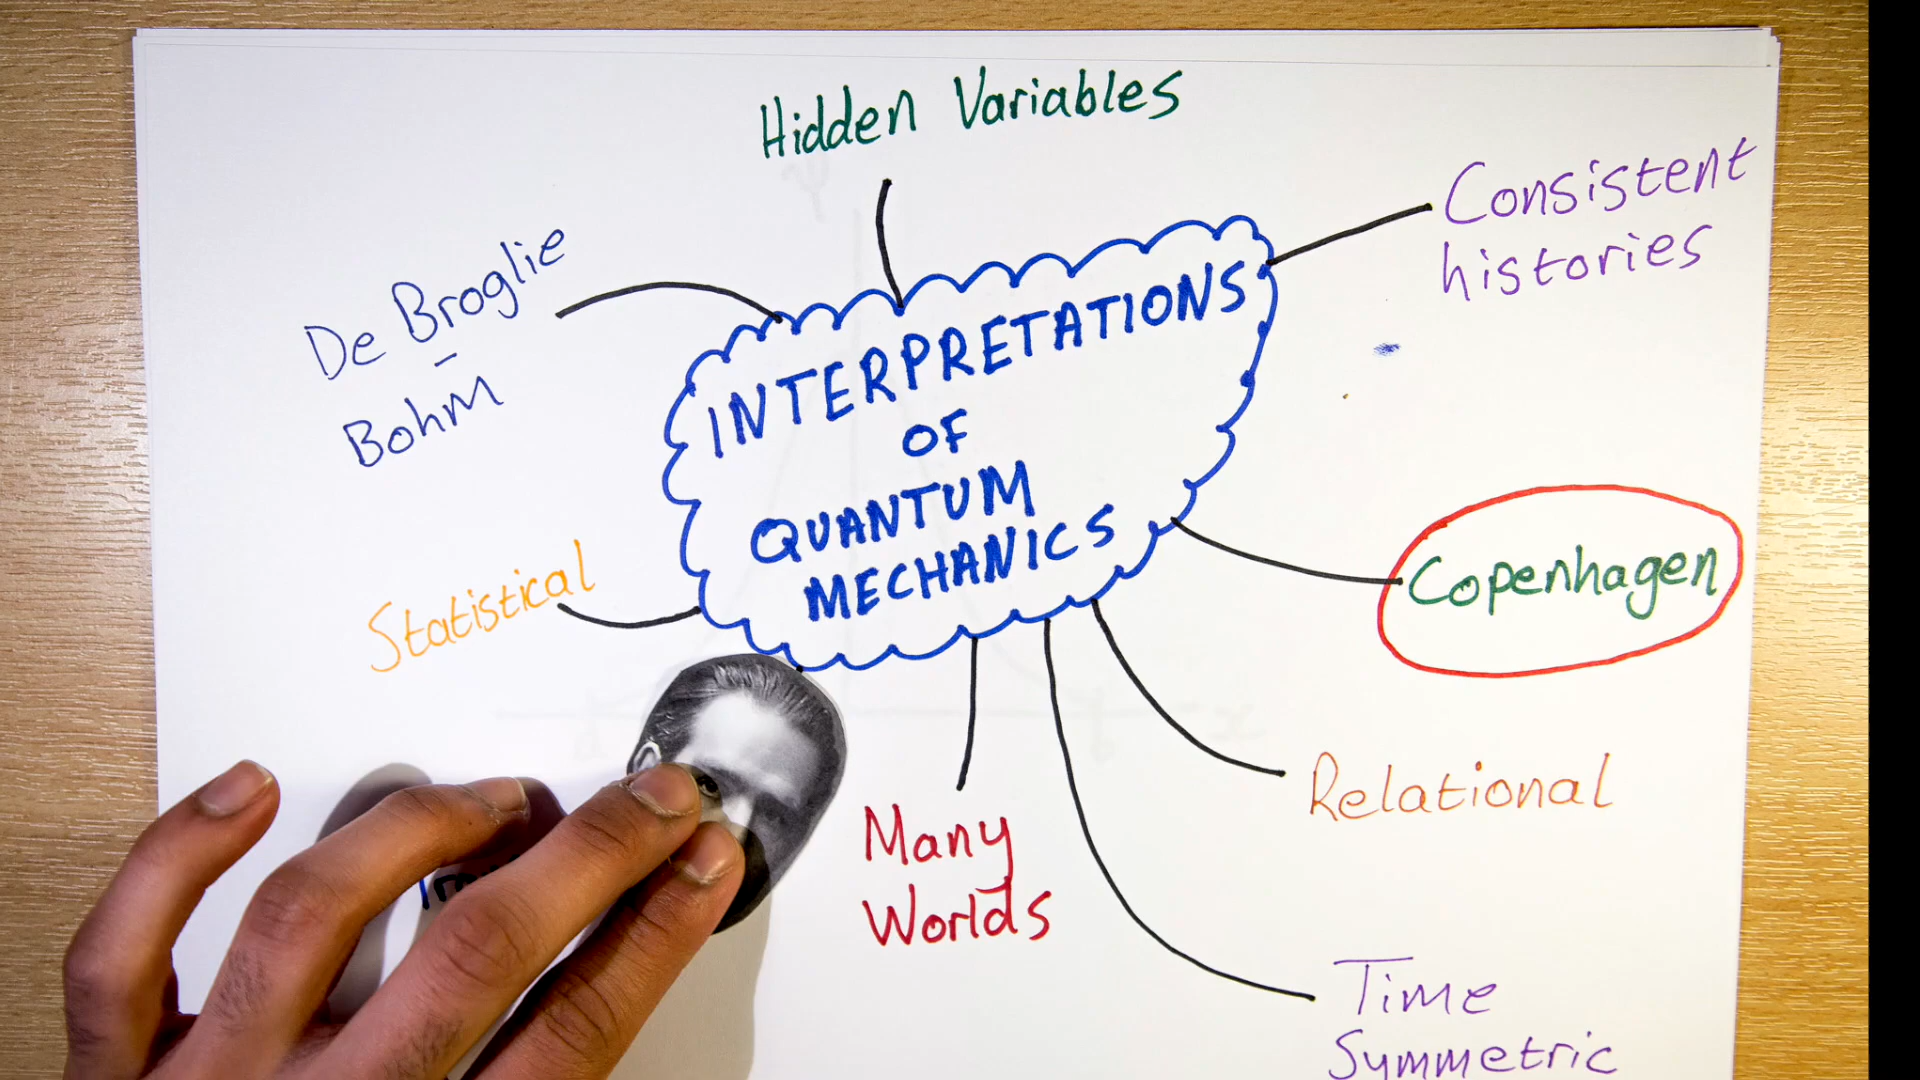 Hidden Variables
Consistent
histories
De Broglie
-
Bohm
INTERPRETATIONS
OF
QUANTUM
MECHANICS
Copenhagen
Statistical
Relational
Many
Worlds
Time
Symmetric